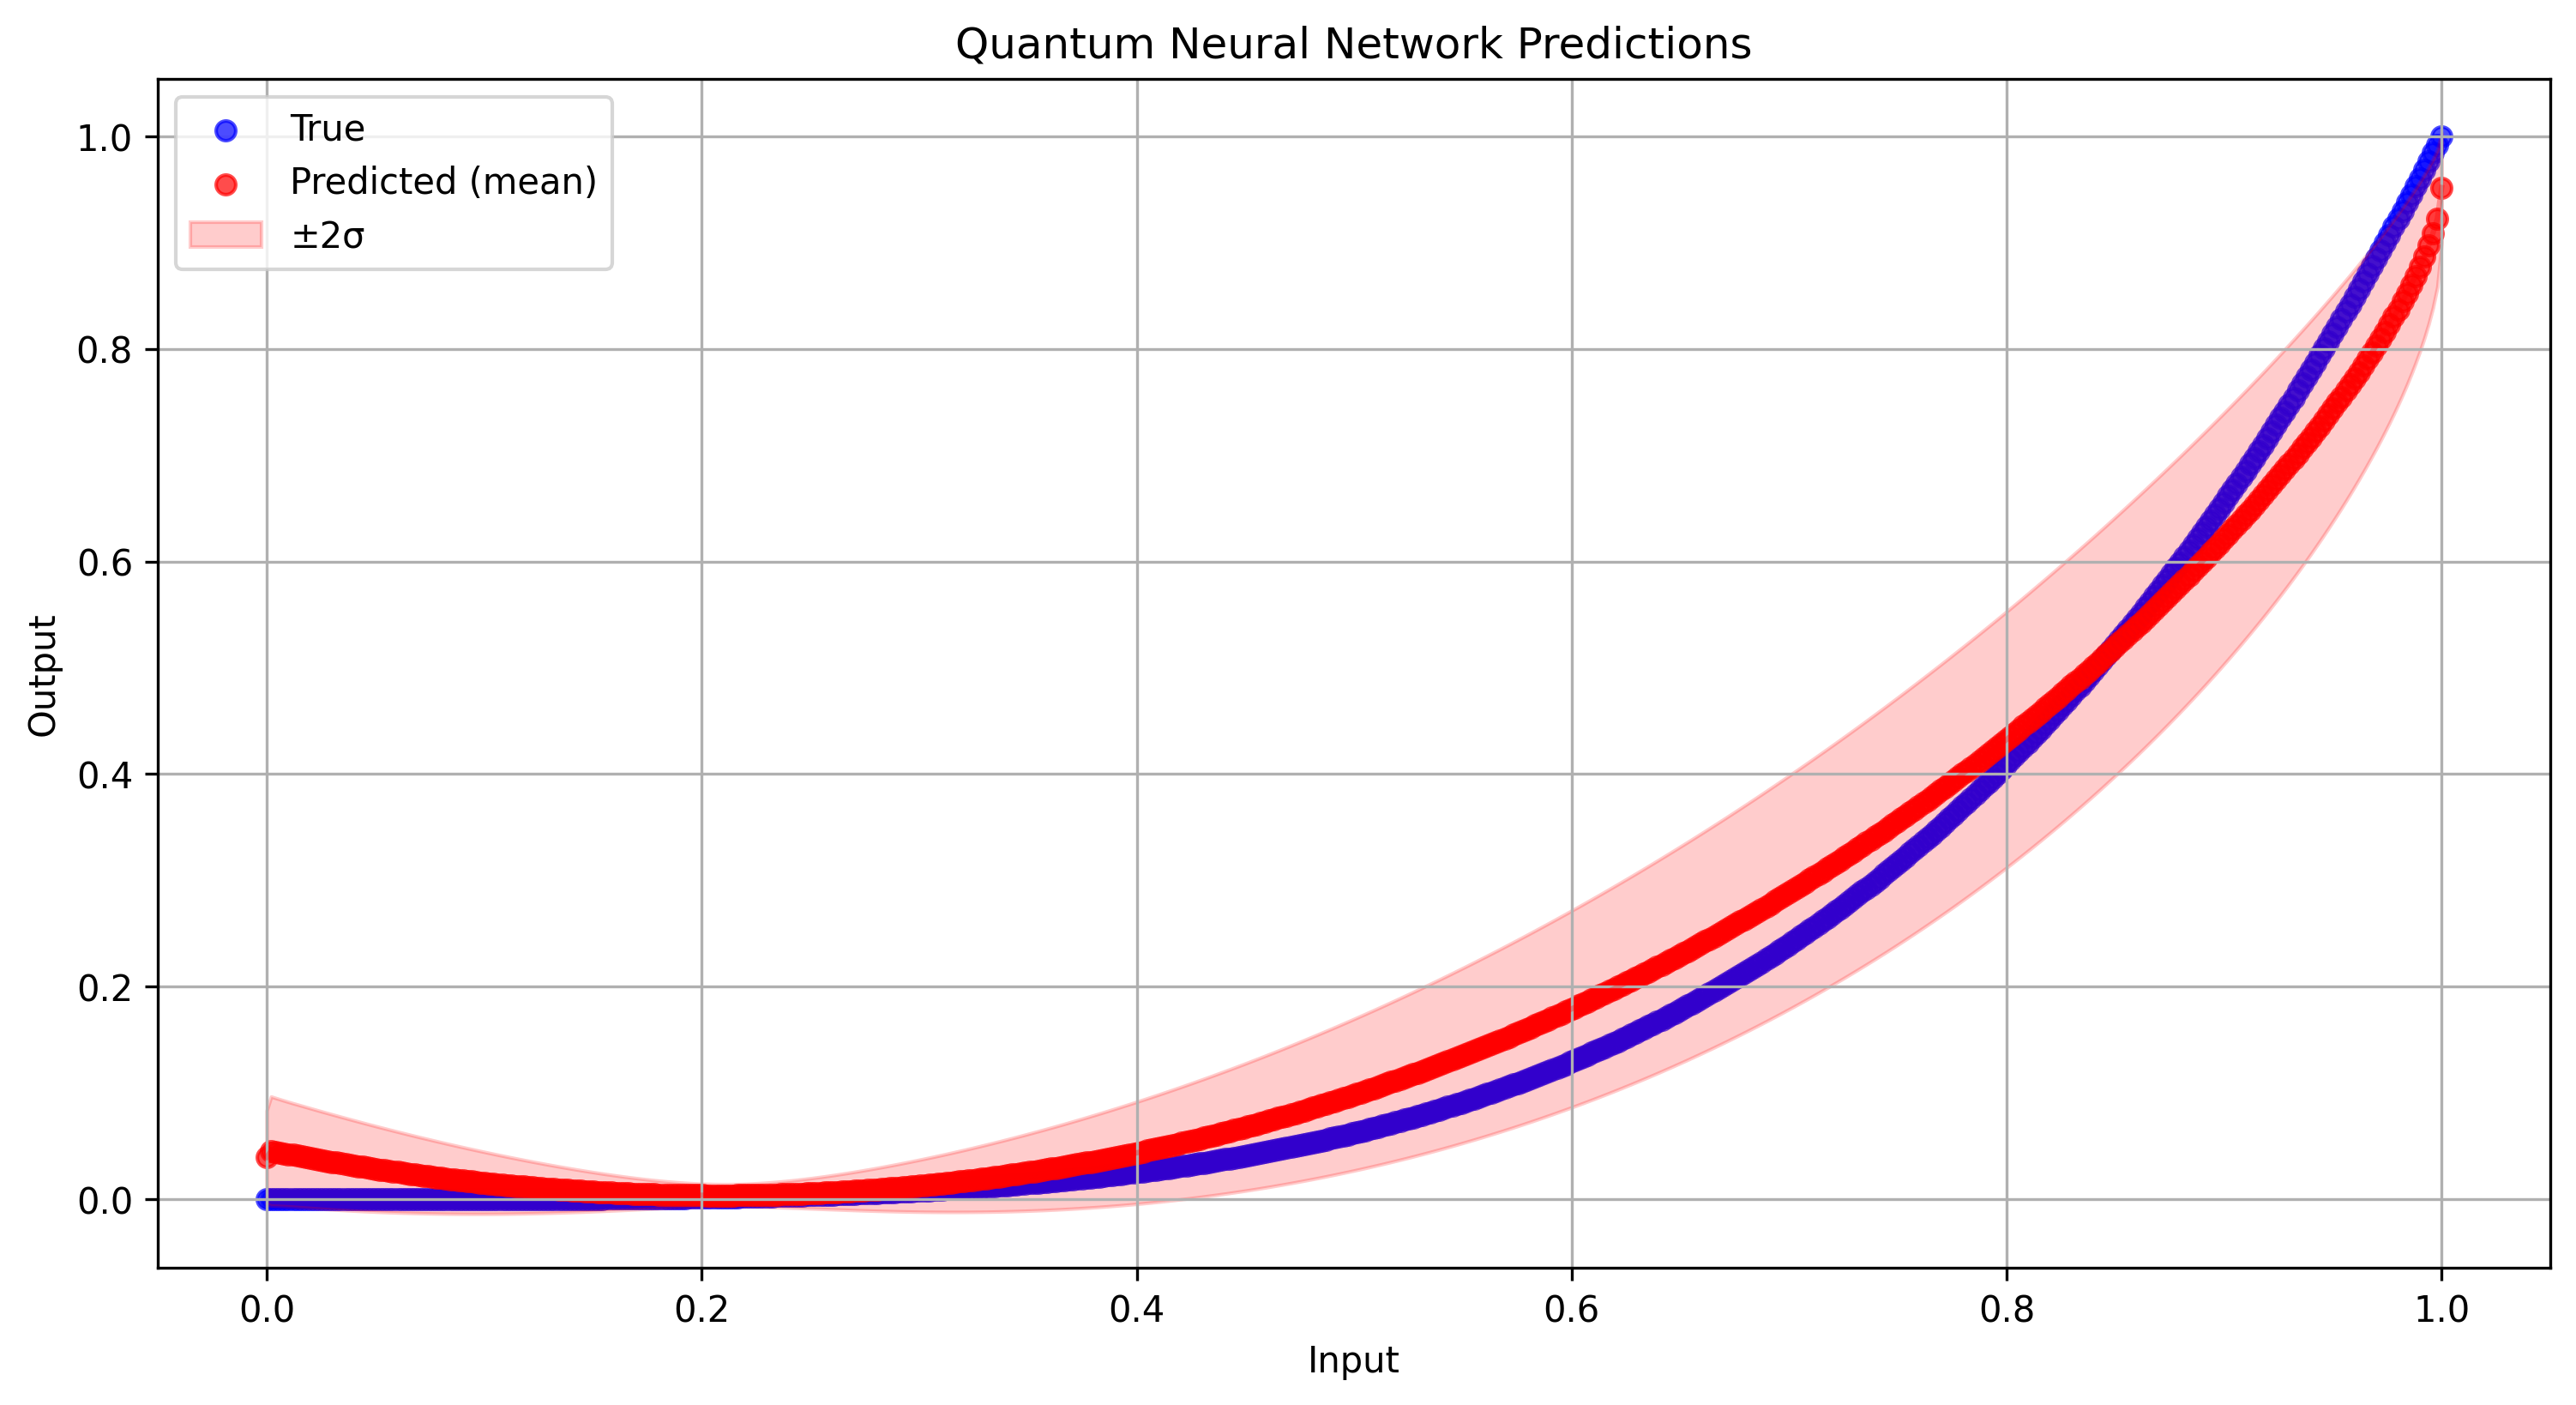 Quantum Neural Network Predictions
True
Predicted (mean)
±2σ
1.0
0.8
0.6
0.4
0.2
0.0
Output
0.0 0.2 0.4 0.6 0.8 1.0
Input